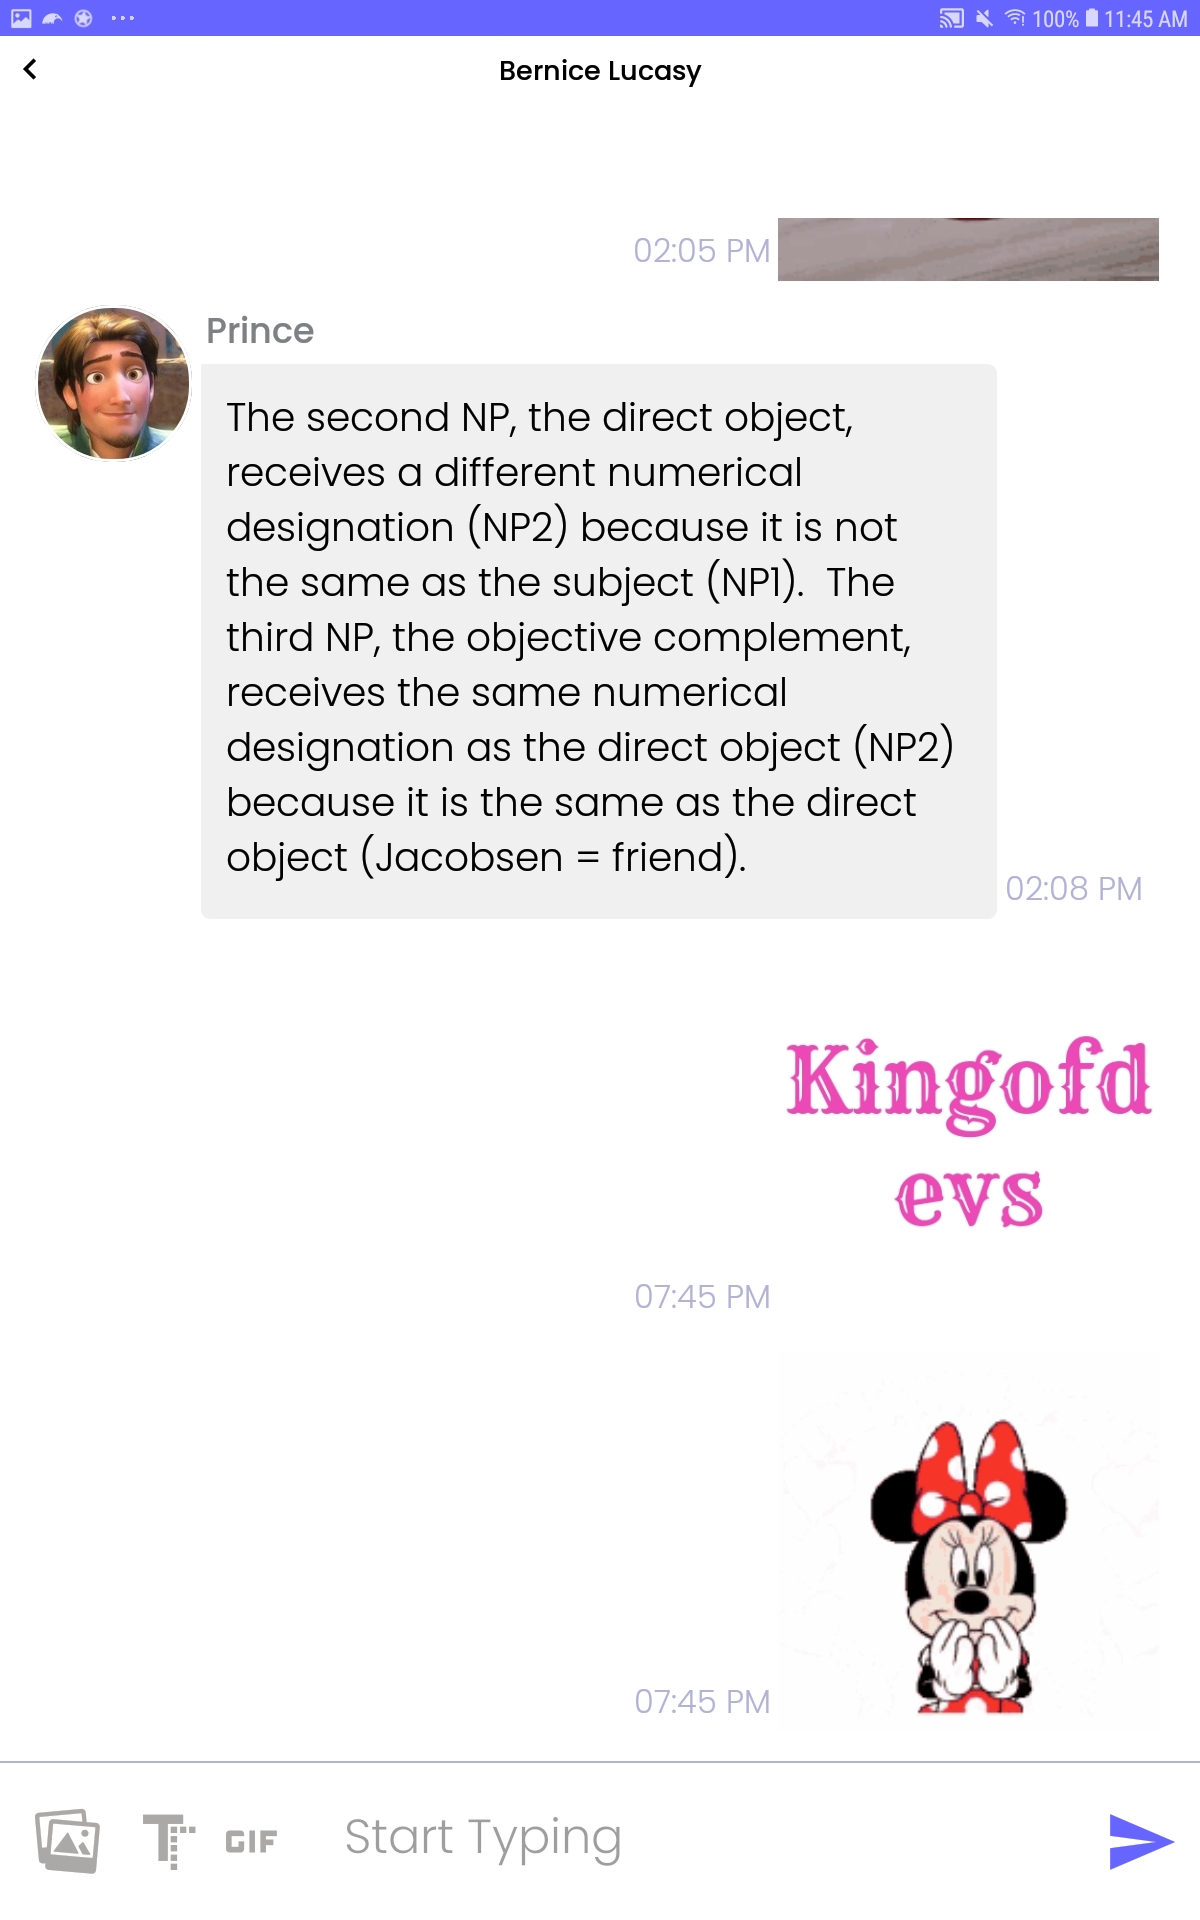 100% 11:45 AM
Bernice Lucasy
02:05 PM
Prince
The second NP, the direct object,
receives a different numerical
designation (NP2) because it is not
the same as the subject (NP1).  The
third NP, the objective complement,
receives the same numerical
designation as the direct object (NP2)
because it is the same as the direct
object (Jacobsen = friend).
02:08 PM
Kingofd
evs
07:45 PM
07:45 PM
GIF Start Typing